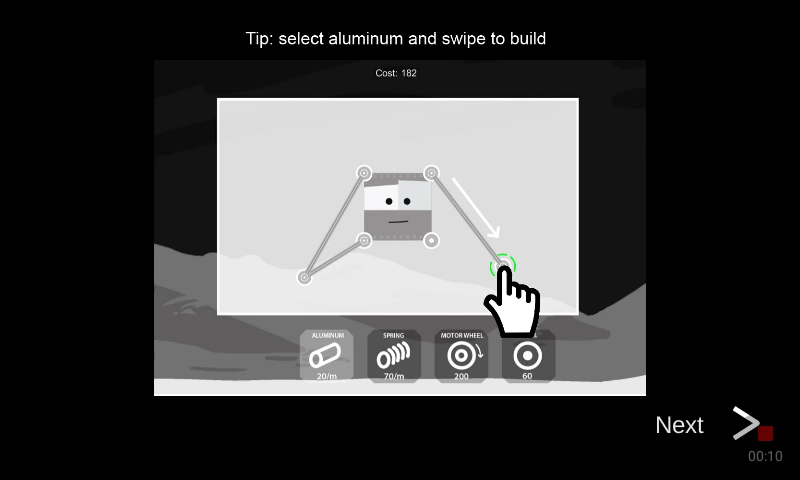 Tip: select aluminum and swipe to build
Cost: 182
ALUMINUM
SPRING
MOTOR WHEEL
20/m
70/m
200
60
Next
00:10